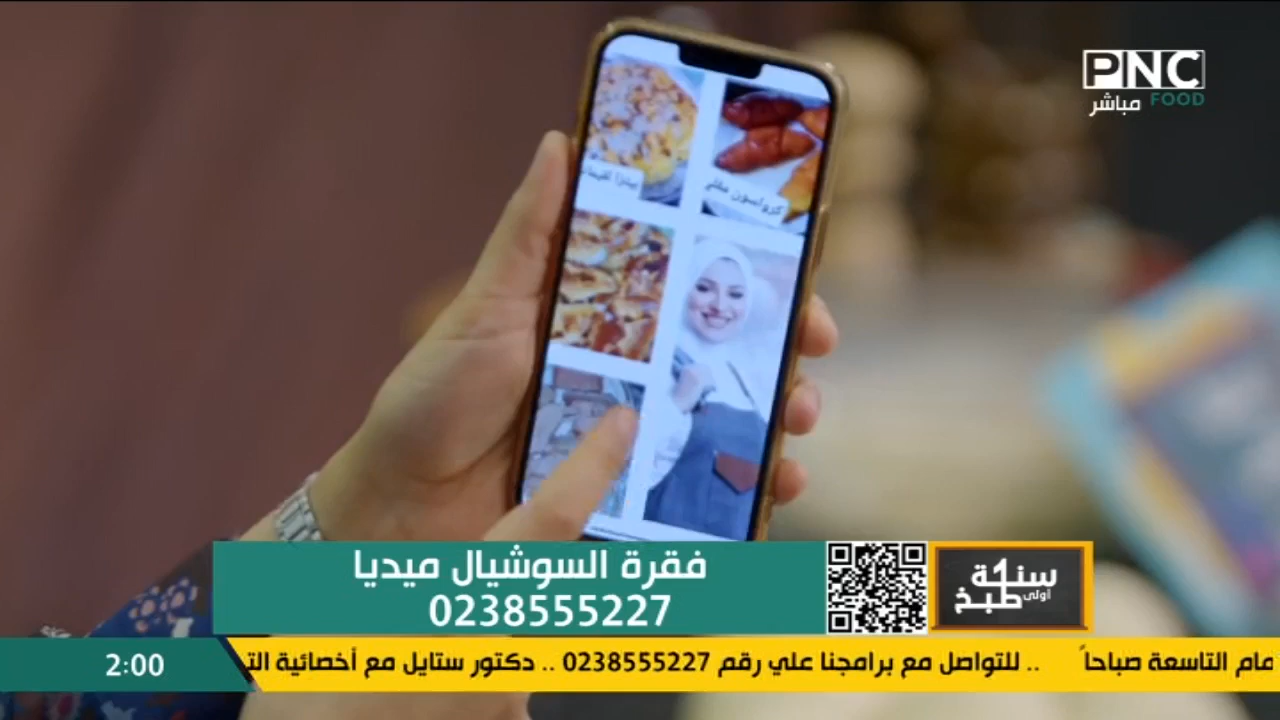 PNC
FOOD
مباشر
بيتزا
كرواسون مقلي
فقرة السوشيال ميديا
0238555227
سنة
أولى طبخ
2:00
مام التاسعة صباحاً .. للتواصل مع برامجنا علي رقم 0238555227 .. دكتور ستايل مع أخصائية الت